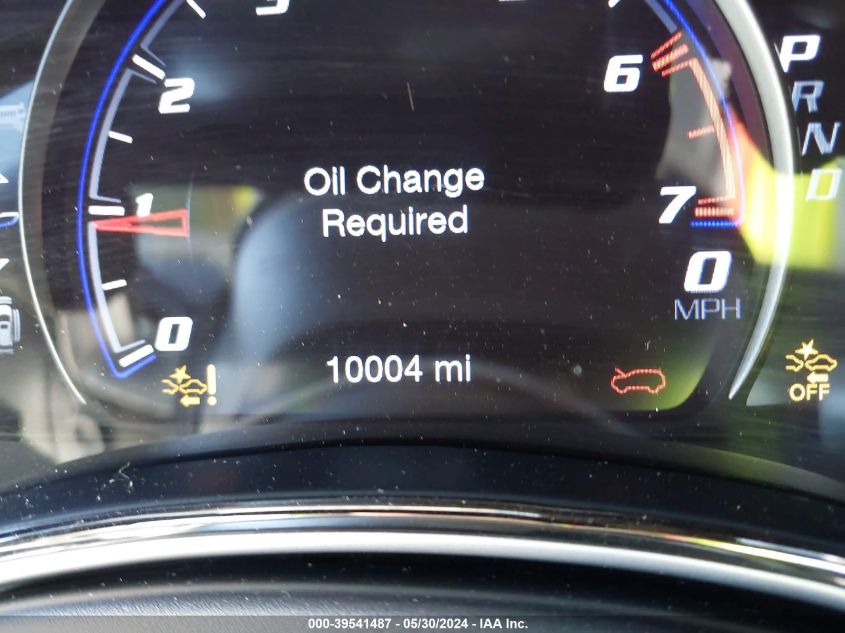 2
6
P
R
N
D
Oil Change
Required
1
7
0
MPH
0
10004 mi
OFF
000-39541487 - 05/30/2024 - IAA Inc.